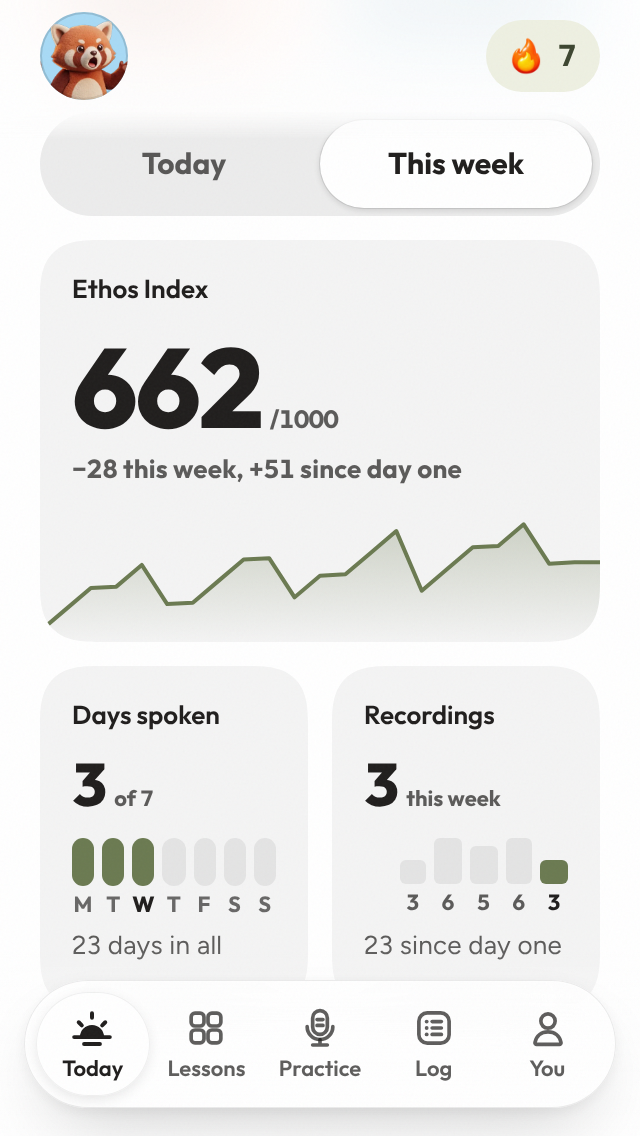 7
Today
This week
Ethos Index
662 /1000
−28 this week, +51 since day one
Days spoken
3 of 7
M T W T F S S
23 days in all
Recordings
3 this week
3 6 5 6 3
23 since day one
Today
Lessons
Practice
Log
You